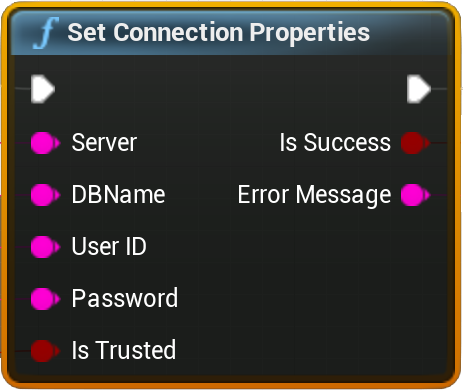 Set Connection Properties
Server Is Success
DBName Error Message
User ID
Password
Is Trusted